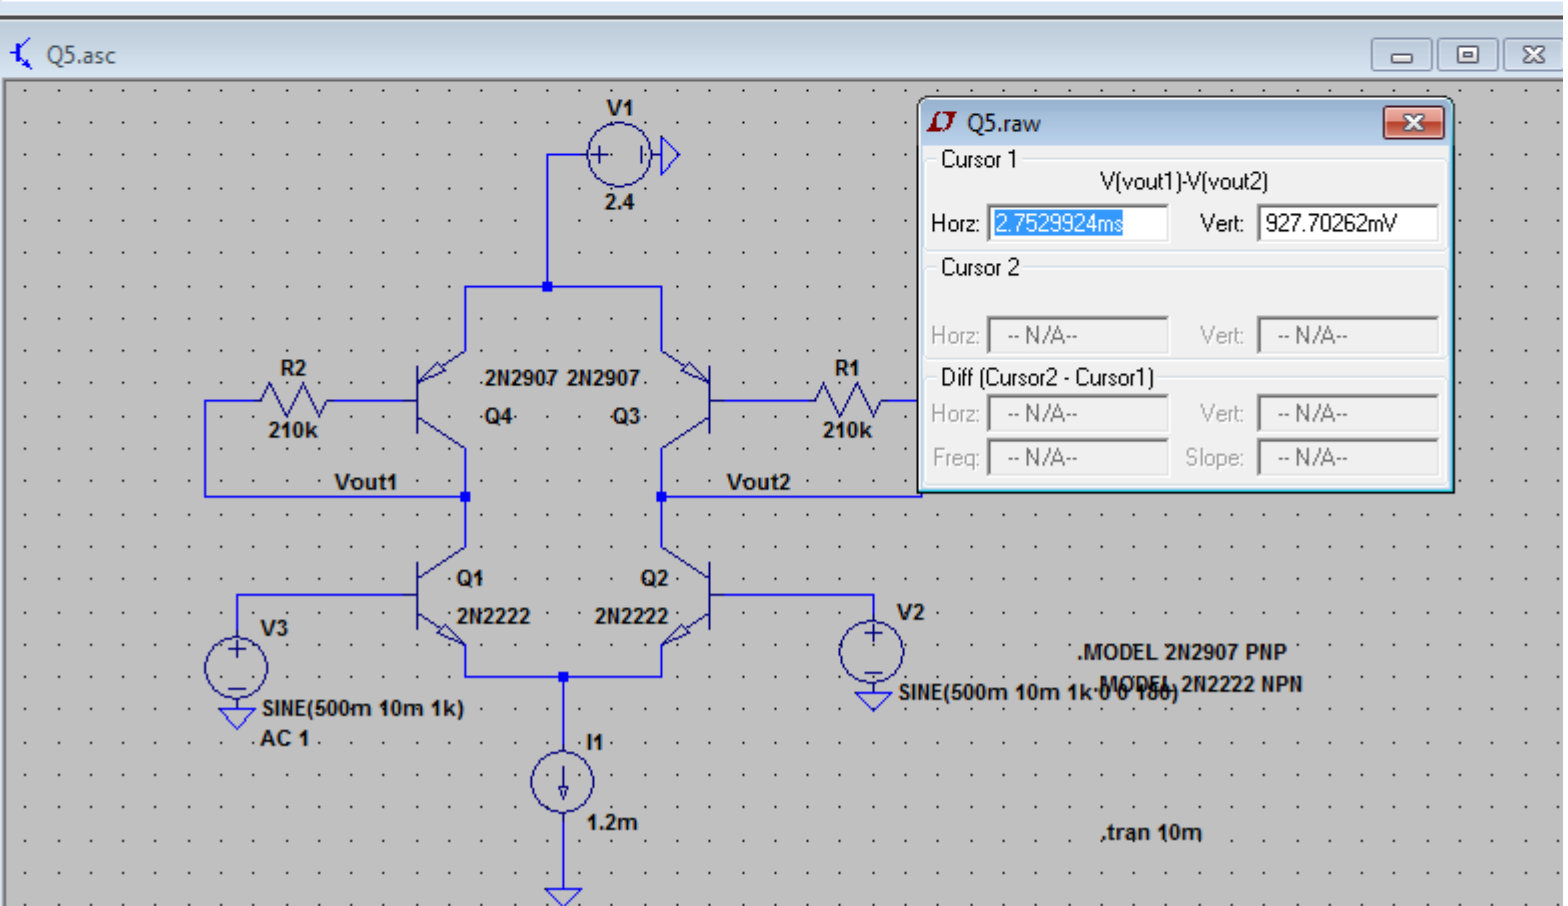 Q5.asc
V1
2.4
Q5.raw
Cursor 1
V(vout1)-V(vout2)
Horz: 2.7529924ms Vert: 927.70262mV
Cursor 2
Horz: -- N/A-- Vert: -- N/A--
Diff (Cursor2 - Cursor1)
Horz: -- N/A-- Vert: -- N/A--
Freq: -- N/A-- Slope: -- N/A--
R2
210k
2N2907 2N2907
Q4 Q3
R1
210k
Vout1 Vout2
Q1 Q2
2N2222 2N2222
V3
SINE(500m 10m 1k)
AC 1
V2
SINE(500m 10m 1k 0 0 180)
.MODEL 2N2907 PNP
.MODEL 2N2222 NPN
I1
1.2m
.tran 10m